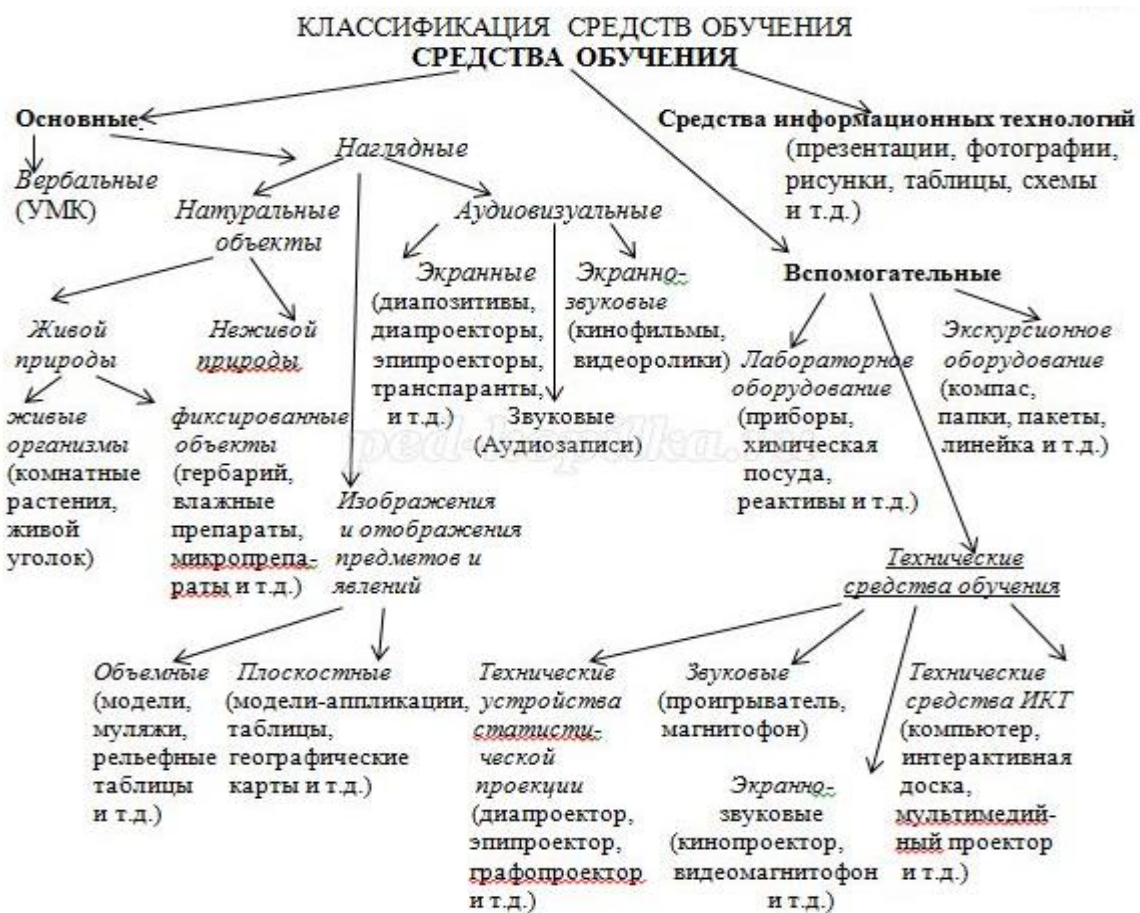 КЛАССИФИКАЦИЯ СРЕДСТВ ОБУЧЕНИЯ
СРЕДСТВА ОБУЧЕНИЯ
Основные
Средства информационных технологий
(презентации, фотографии,
рисунки, таблицы, схемы
и т.д.)
Вербальные
(УМК)
Наглядные
Натуральные
объекты
Аудиовизуальные
Экранные
(диапозитивы,
диапроекторы,
эпипроекторы,
транспаранты,
и т.д.)
Экранно-
звуковые
(кинофильмы,
видеоролики)
Звуковые
(Аудиозаписи)
Вспомогательные
Живой
природы
Неживой
природы
Лабораторное
оборудование
(приборы,
химическая
посуда,
реактивы и т.д.)
Экскурсионное
оборудование
(компас,
папки, пакеты,
линейка и т.д.)
живые
организмы
(комнатные
растения,
живой
уголок)
фиксированные
объекты
(гербарий,
влажные
препараты,
микропрепа-
раты и т.д.)
Изображения
и отображения
предметов и
явлений
Технические
средства обучения
Объемные
(модели,
муляжи,
рельефные
таблицы
и т.д.)
Плоскостные
(модели-аппликации,
таблицы,
географические
карты и т.д.)
Технические
устройства
статисти-
ческой
проекции
(диапроектор,
эпипроектор,
графопроектор
и т.д.)
Звуковые
(проигрыватель,
магнитофон)
Экранно-
звуковые
(кинопроектор,
видеомагнитофон
и т.д.)
Технические
средства ИКТ
(компьютер,
интерактивная
доска,
мультимедий-
ный проектор
и т.д.)
ped-kopilka.ru